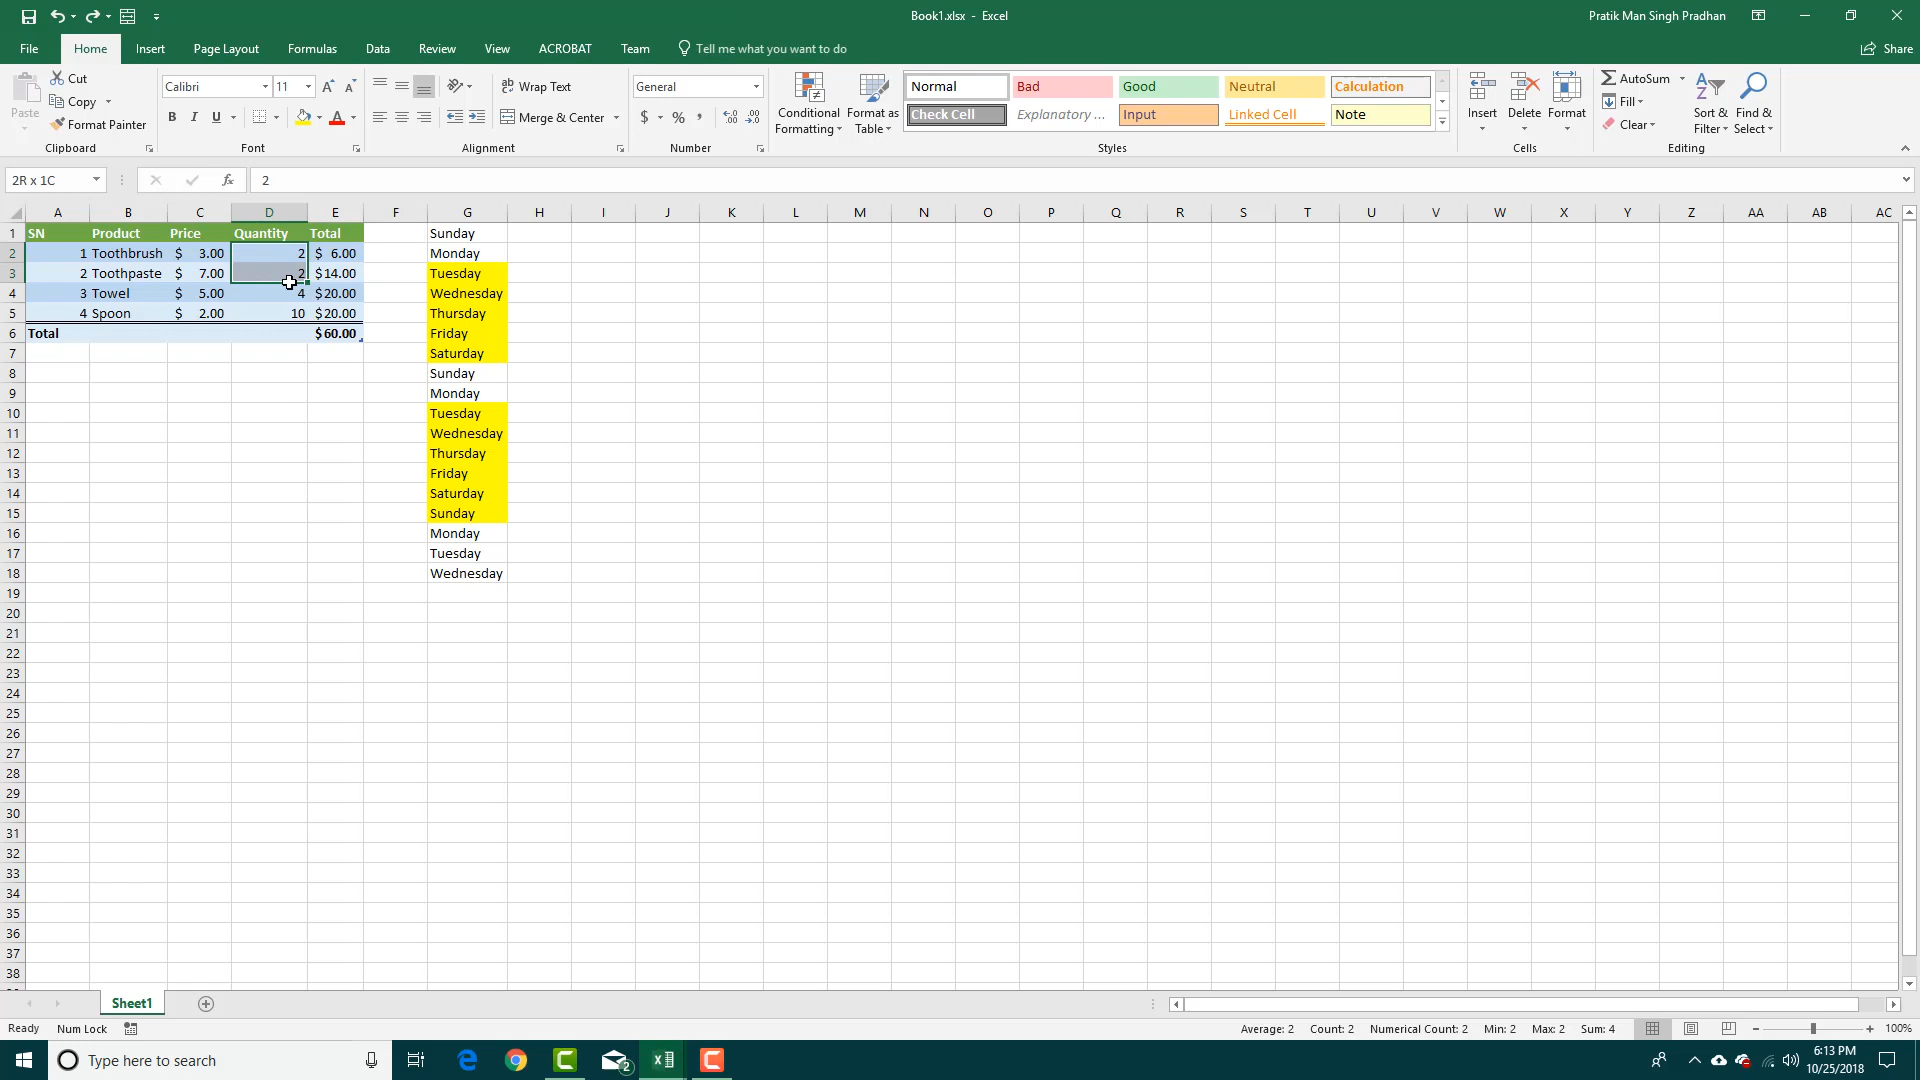 Book1.xlsx - Excel
Pratik Man Singh Pradhan
File Home Insert Page Layout Formulas Data Review View ACROBAT Team Tell me what you want to do Share
Paste
Cut
Copy
Format Painter
Clipboard
Calibri 11
B I U
Font
Wrap Text
Merge & Center
Alignment
General
$ % ,
Number
Conditional Formatting
Format as Table
Normal Bad Good Neutral Calculation
Check Cell Explanatory ... Input Linked Cell Note
Styles
Insert Delete Format
Cells
AutoSum
Fill
Clear
Sort & Filter
Find & Select
Editing
2R x 1C fx 2
A B C D E F G H I J K L M N O P Q R S T U V W X Y Z AA AB AC
1 SN Product Price Quantity Total Sunday
2 1 Toothbrush $ 3.00 2 $ 6.00 Monday
3 2 Toothpaste $ 7.00 2 $14.00 Tuesday
4 3 Towel $ 5.00 4 $20.00 Wednesday
5 4 Spoon $ 2.00 10 $20.00 Thursday
6 Total $60.00 Friday
7 Saturday
8 Sunday
9 Monday
10 Tuesday
11 Wednesday
12 Thursday
13 Friday
14 Saturday
15 Sunday
16 Monday
17 Tuesday
18 Wednesday
19
20
21
22
23
24
25
26
27
28
29
30
31
32
33
34
35
36
37
38
Sheet1
Ready Num Lock Average: 2 Count: 2 Numerical Count: 2 Min: 2 Max: 2 Sum: 4 100%
Type here to search 2 6:13 PM
10/25/2018